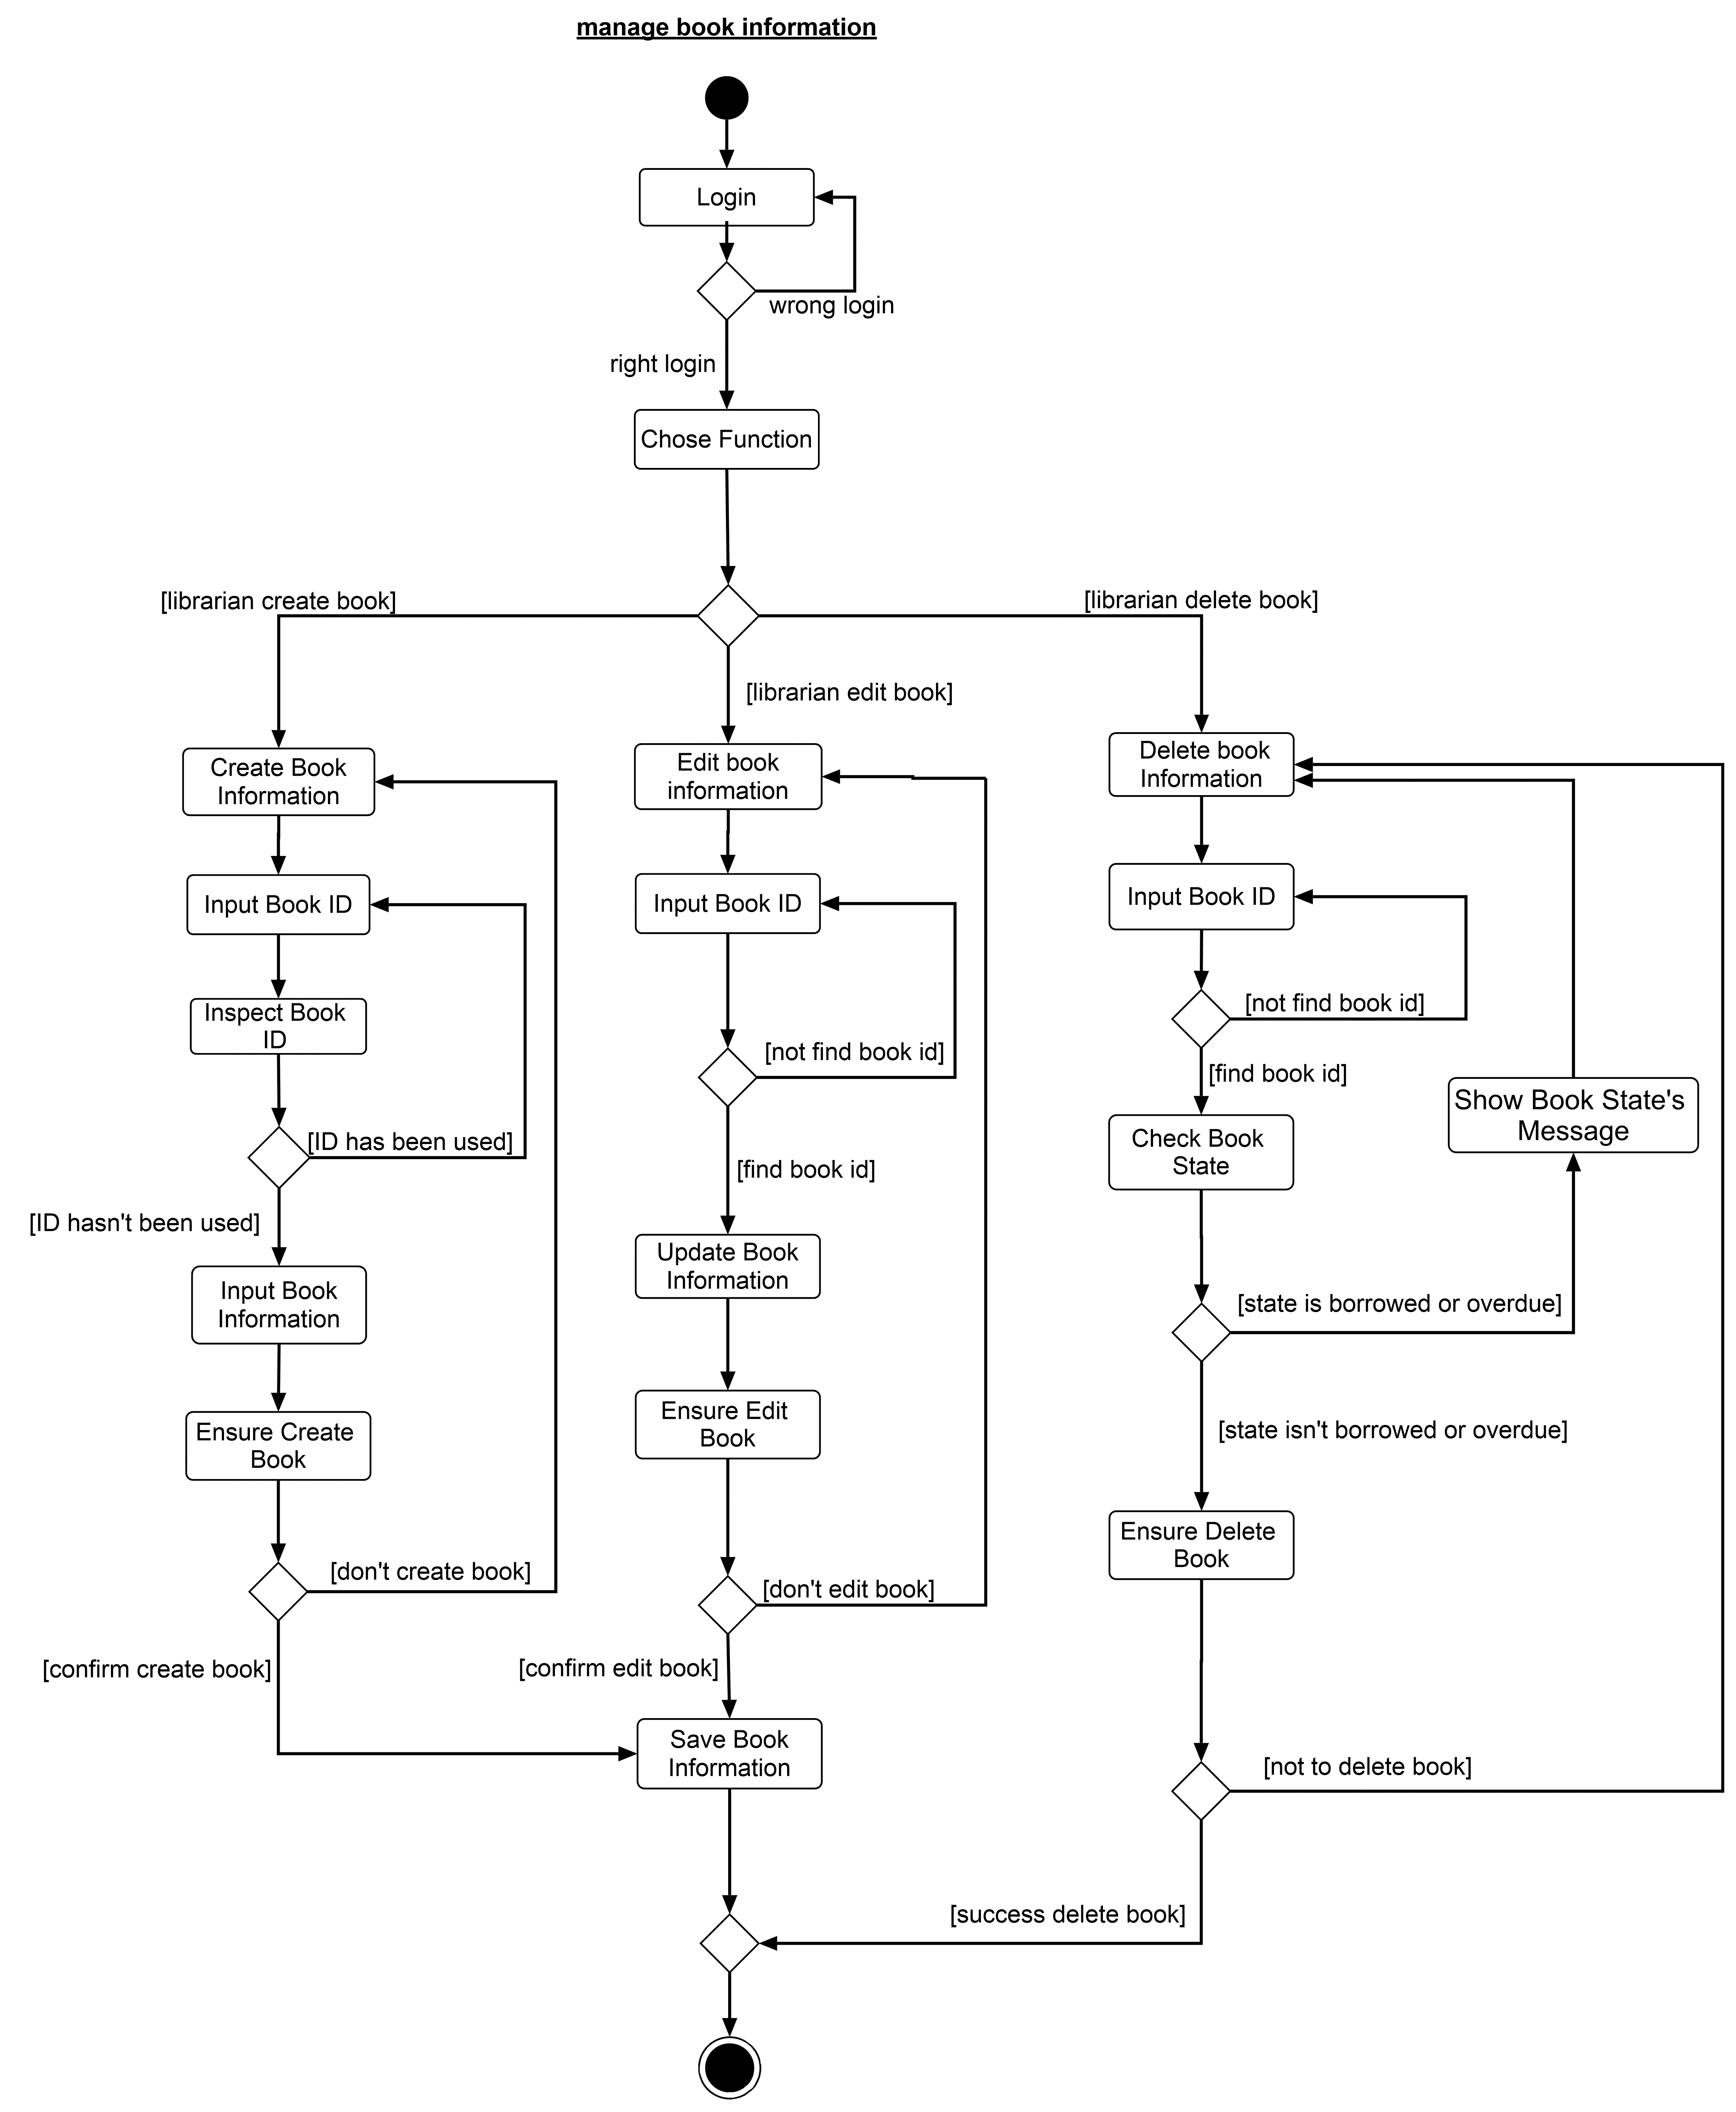 manage book information
Login
wrong login
right login
Chose Function
[librarian create book]
[librarian delete book]
[librarian edit book]
Create Book
Information
Input Book ID
Inspect Book
ID
[ID has been used]
[ID hasn't been used]
Input Book
Information
Ensure Create
Book
[don't create book]
[confirm create book]
Edit book
information
Input Book ID
[not find book id]
[find book id]
Update Book
Information
Ensure Edit
Book
[don't edit book]
[confirm edit book]
Save Book
Information
Delete book
Information
Input Book ID
[not find book id]
[find book id]
Check Book
State
Show Book State's
Message
[state is borrowed or overdue]
[state isn't borrowed or overdue]
Ensure Delete
Book
[not to delete book]
[success delete book]